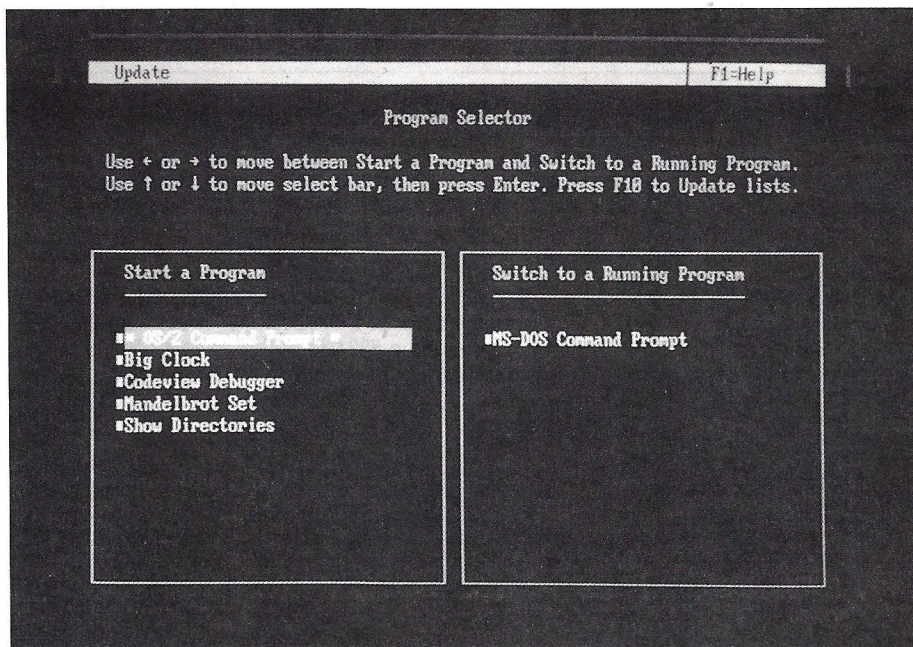 Update F1=Help
Program Selector
Use ← or → to move between Start a Program and Switch to a Running Program.
Use ↑ or ↓ to move select bar, then press Enter. Press F10 to Update lists.
Start a Program
* OS/2 Command Prompt *
Big Clock
Codeview Debugger
Mandelbrot Set
Show Directories
Switch to a Running Program
MS-DOS Command Prompt